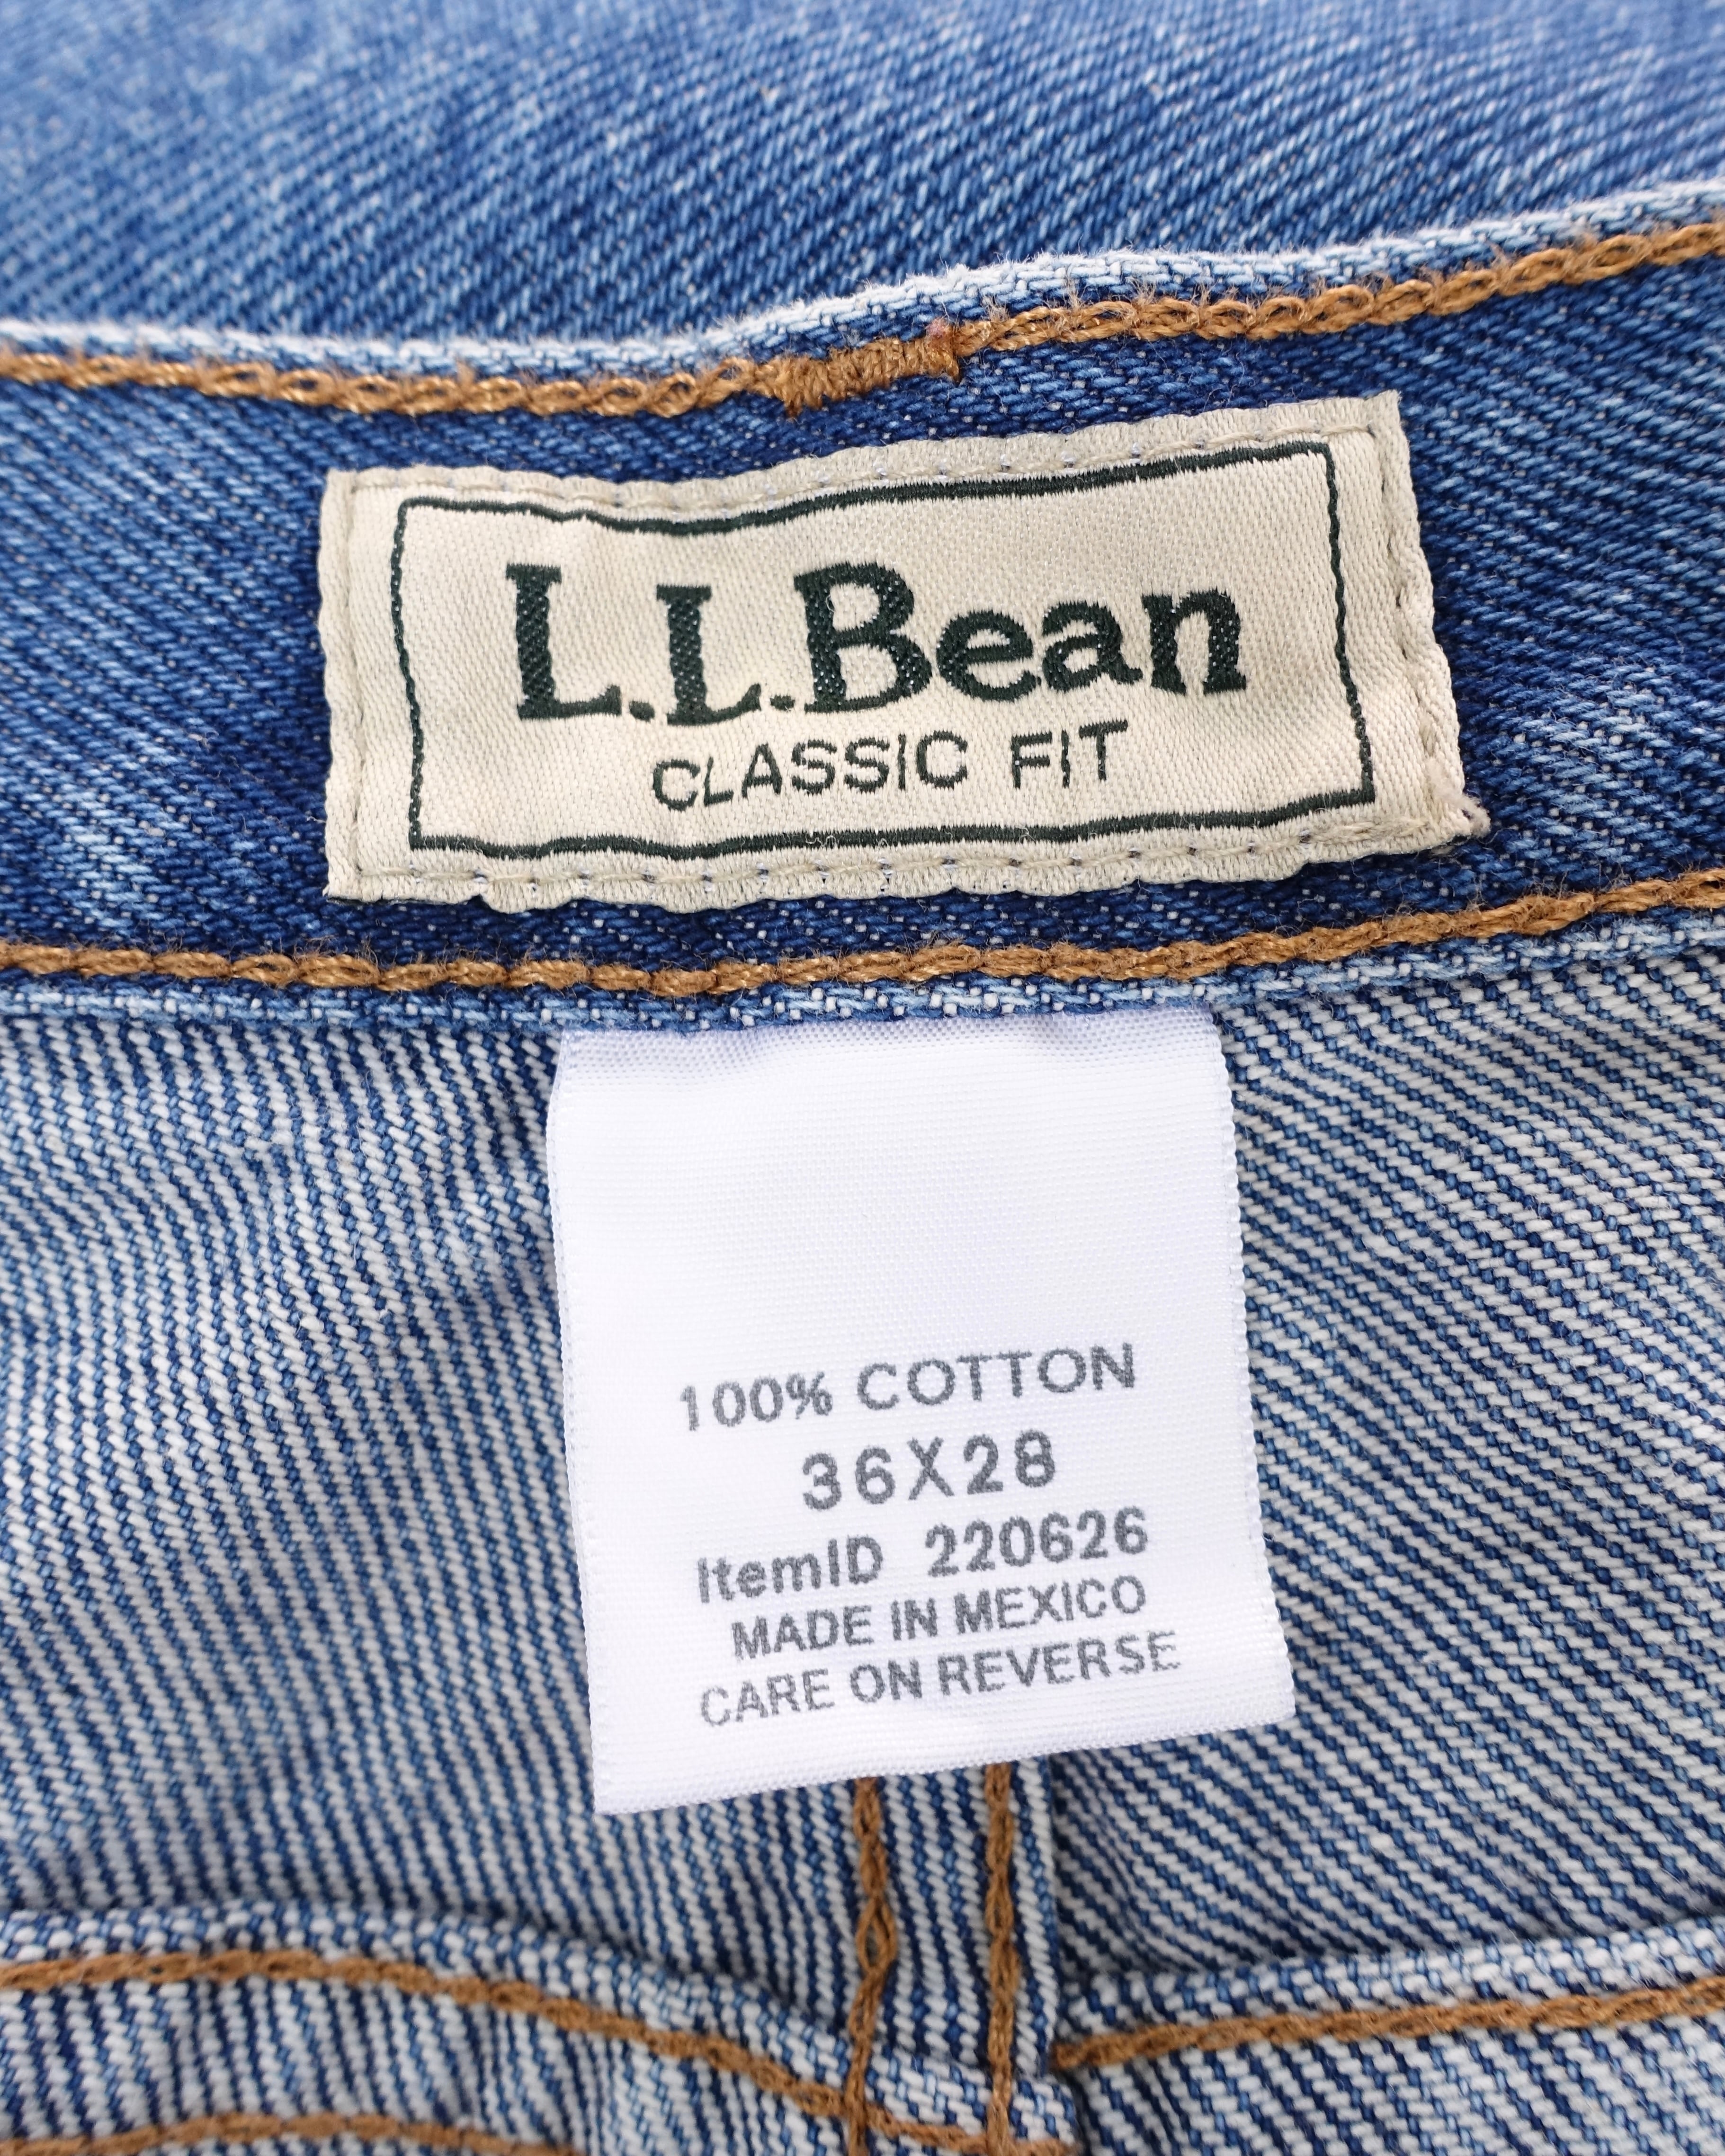 L.L.Bean
CLASSIC FIT
100% COTTON
36X28
ItemID 220626
MADE IN MEXICO
CARE ON REVERSE